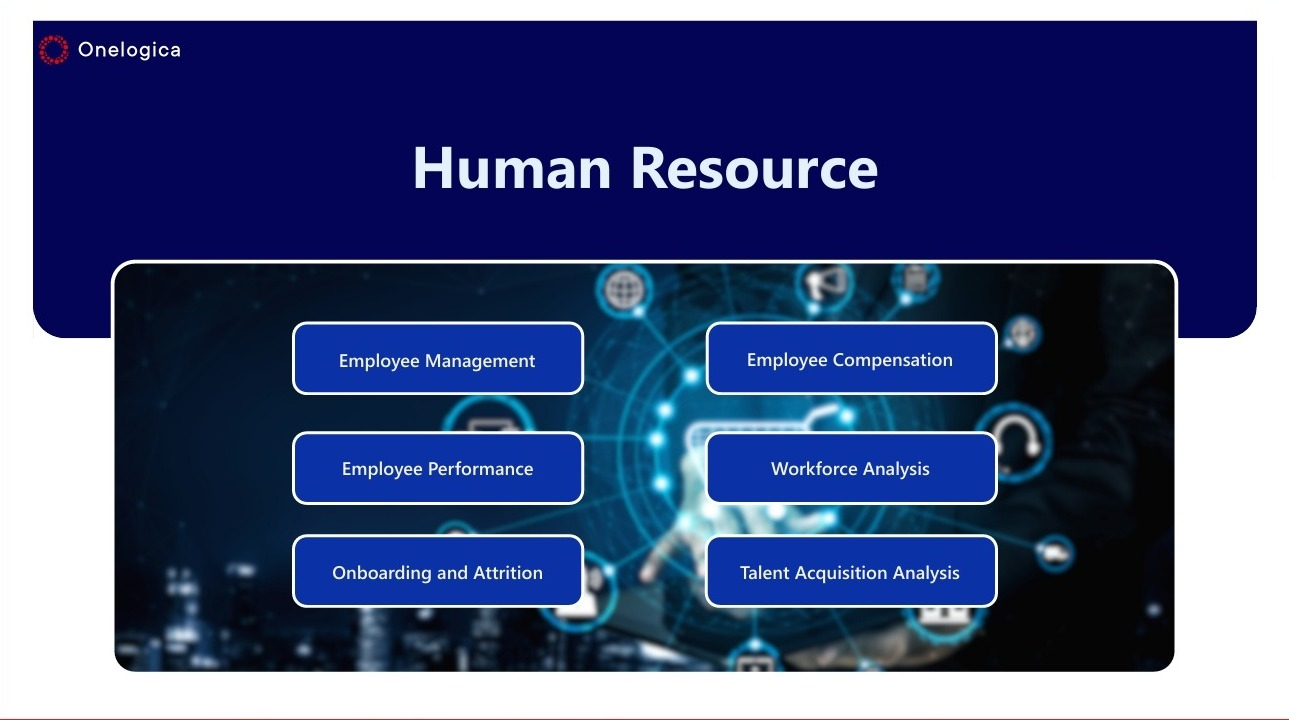 Onelogica
Human Resource
Employee Management
Employee Compensation
Employee Performance
Workforce Analysis
Onboarding and Attrition
Talent Acquisition Analysis